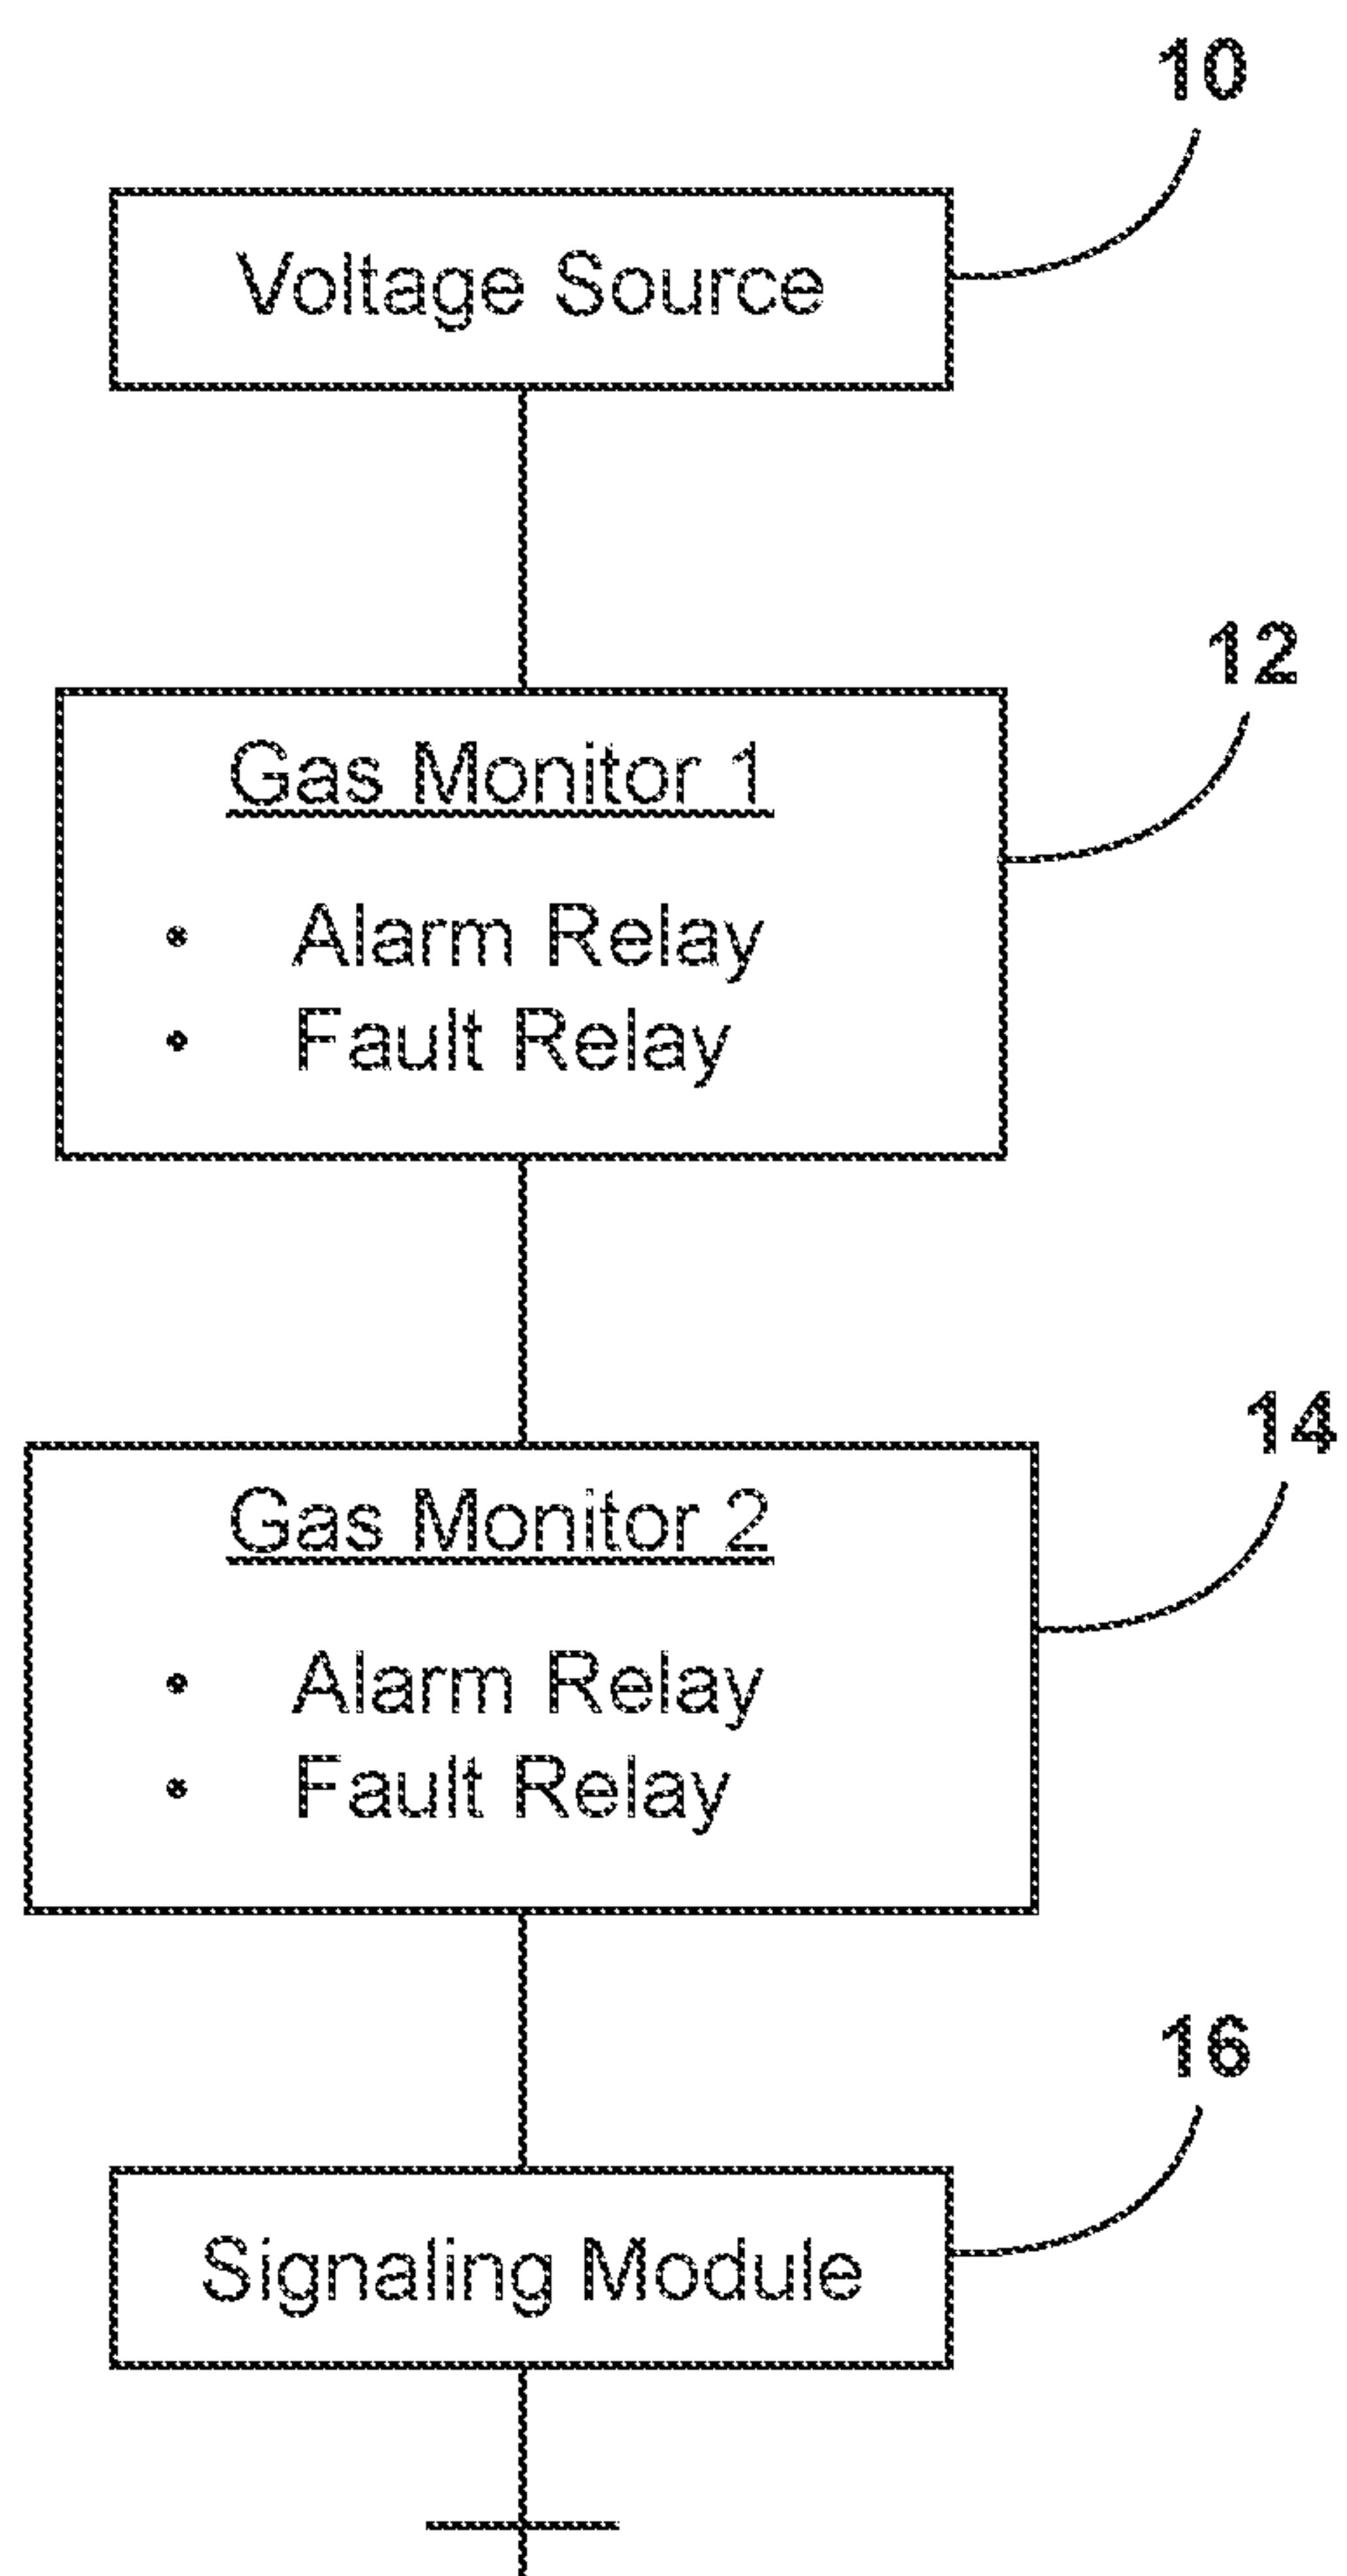 10
Voltage Source
12
Gas Monitor 1
• Alarm Relay
• Fault Relay
14
Gas Monitor 2
• Alarm Relay
• Fault Relay
16
Signaling Module